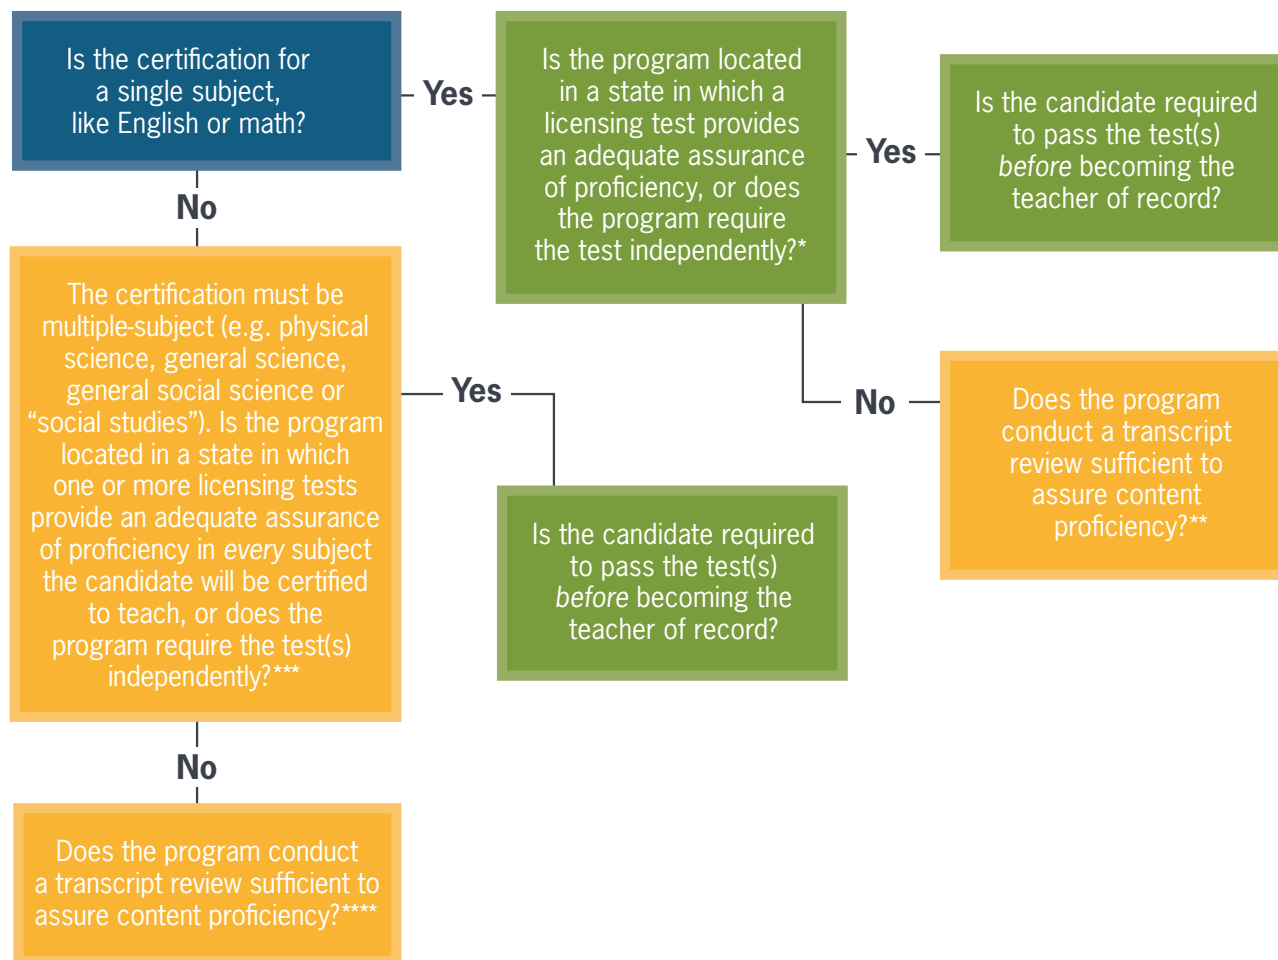 Is the certification for
a single subject,
like English or math?
Yes
Is the program located
in a state in which a
licensing test provides
an adequate assurance
of proficiency, or does
the program require
the test independently?*
Yes
Is the candidate required
to pass the test(s)
before becoming the
teacher of record?
No
The certification must be
multiple-subject (e.g. physical
science, general science,
general social science or
“social studies”). Is the program
located in a state in which
one or more licensing tests
provide an adequate assurance
of proficiency in every subject
the candidate will be certified
to teach, or does the
program require the test(s)
independently?***
Yes
Is the candidate required
to pass the test(s)
before becoming the
teacher of record?
No
Does the program
conduct a transcript
review sufficient to
assure content
proficiency?**
No
Does the program conduct
a transcript review sufficient to
assure content proficiency?****